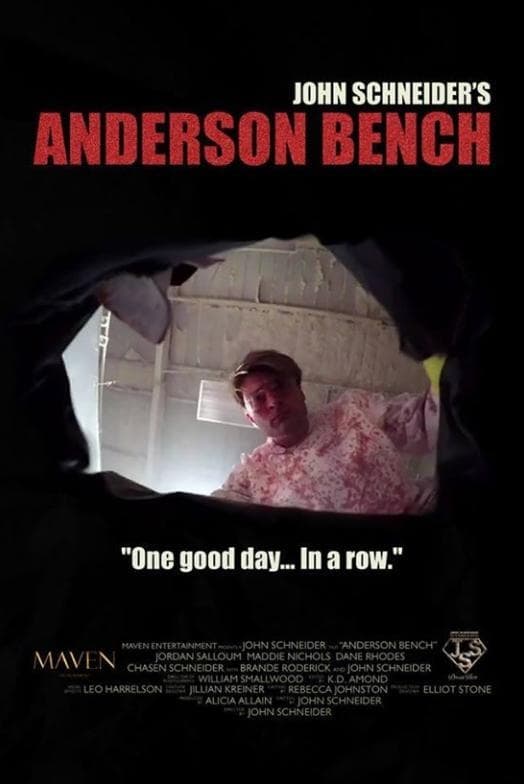 JOHN SCHNEIDER'S
ANDERSON BENCH
"One good day... In a row."
MAVEN
MAVEN ENTERTAINMENT JOHN SCHNEIDER "ANDERSON BENCH"
JORDAN SALLOUM MADDIE NICHOLS DANE RHODES
CHASEN SCHNEIDER BRANDE RODERICK AND JOHN SCHNEIDER
WILLIAM SMALLWOOD K.D. AMOND
LEO HARRELSON JILLIAN KREINER REBECCA JOHNSTON ELLIOT STONE
ALICIA ALLAIN JOHN SCHNEIDER
JOHN SCHNEIDER
JSS